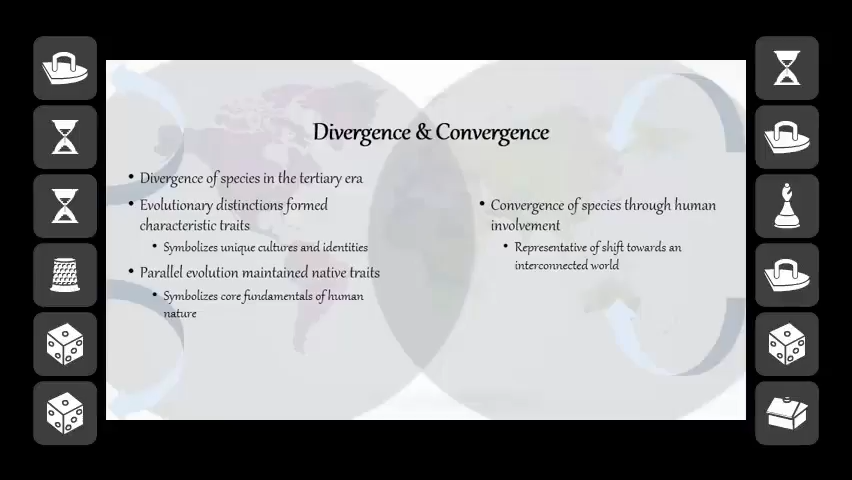 Divergence & Convergence
• Divergence of species in the tertiary era
• Evolutionary distinctions formed
characteristic traits
• Symbolizes unique cultures and identities
• Parallel evolution maintained native traits
• Symbolizes core fundamentals of human
nature
• Convergence of species through human
involvement
• Representative of shift towards an
interconnected world